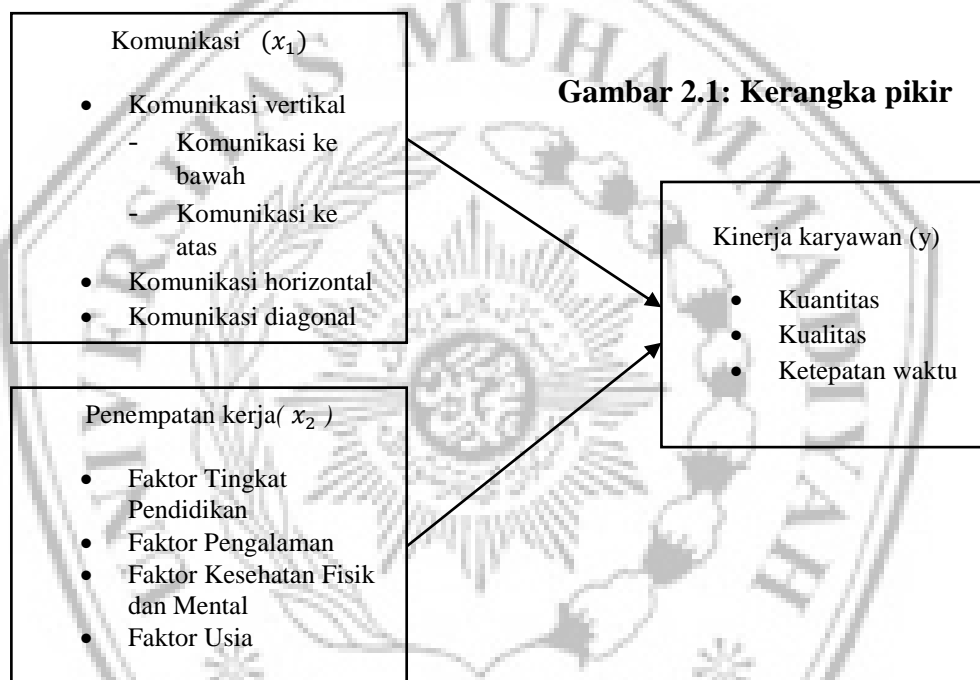 Komunikasi (x₁)
• Komunikasi vertikal
- Komunikasi ke
bawah
- Komunikasi ke
atas
• Komunikasi horizontal
• Komunikasi diagonal
Gambar 2.1: Kerangka pikir
Kinerja karyawan (y)
• Kuantitas
• Kualitas
• Ketepatan waktu
Penempatan kerja( x₂ )
• Faktor Tingkat
Pendidikan
• Faktor Pengalaman
• Faktor Kesehatan Fisik
dan Mental
• Faktor Usia
UNIVERSITAS MUHAMMADIYAH